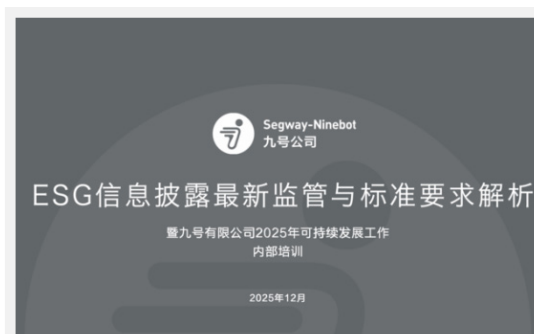 Segway-Ninebot
九号公司
ESG信息披露最新监管与标准要求解析
暨九号有限公司2025年可持续发展工作
内部培训
2025年12月